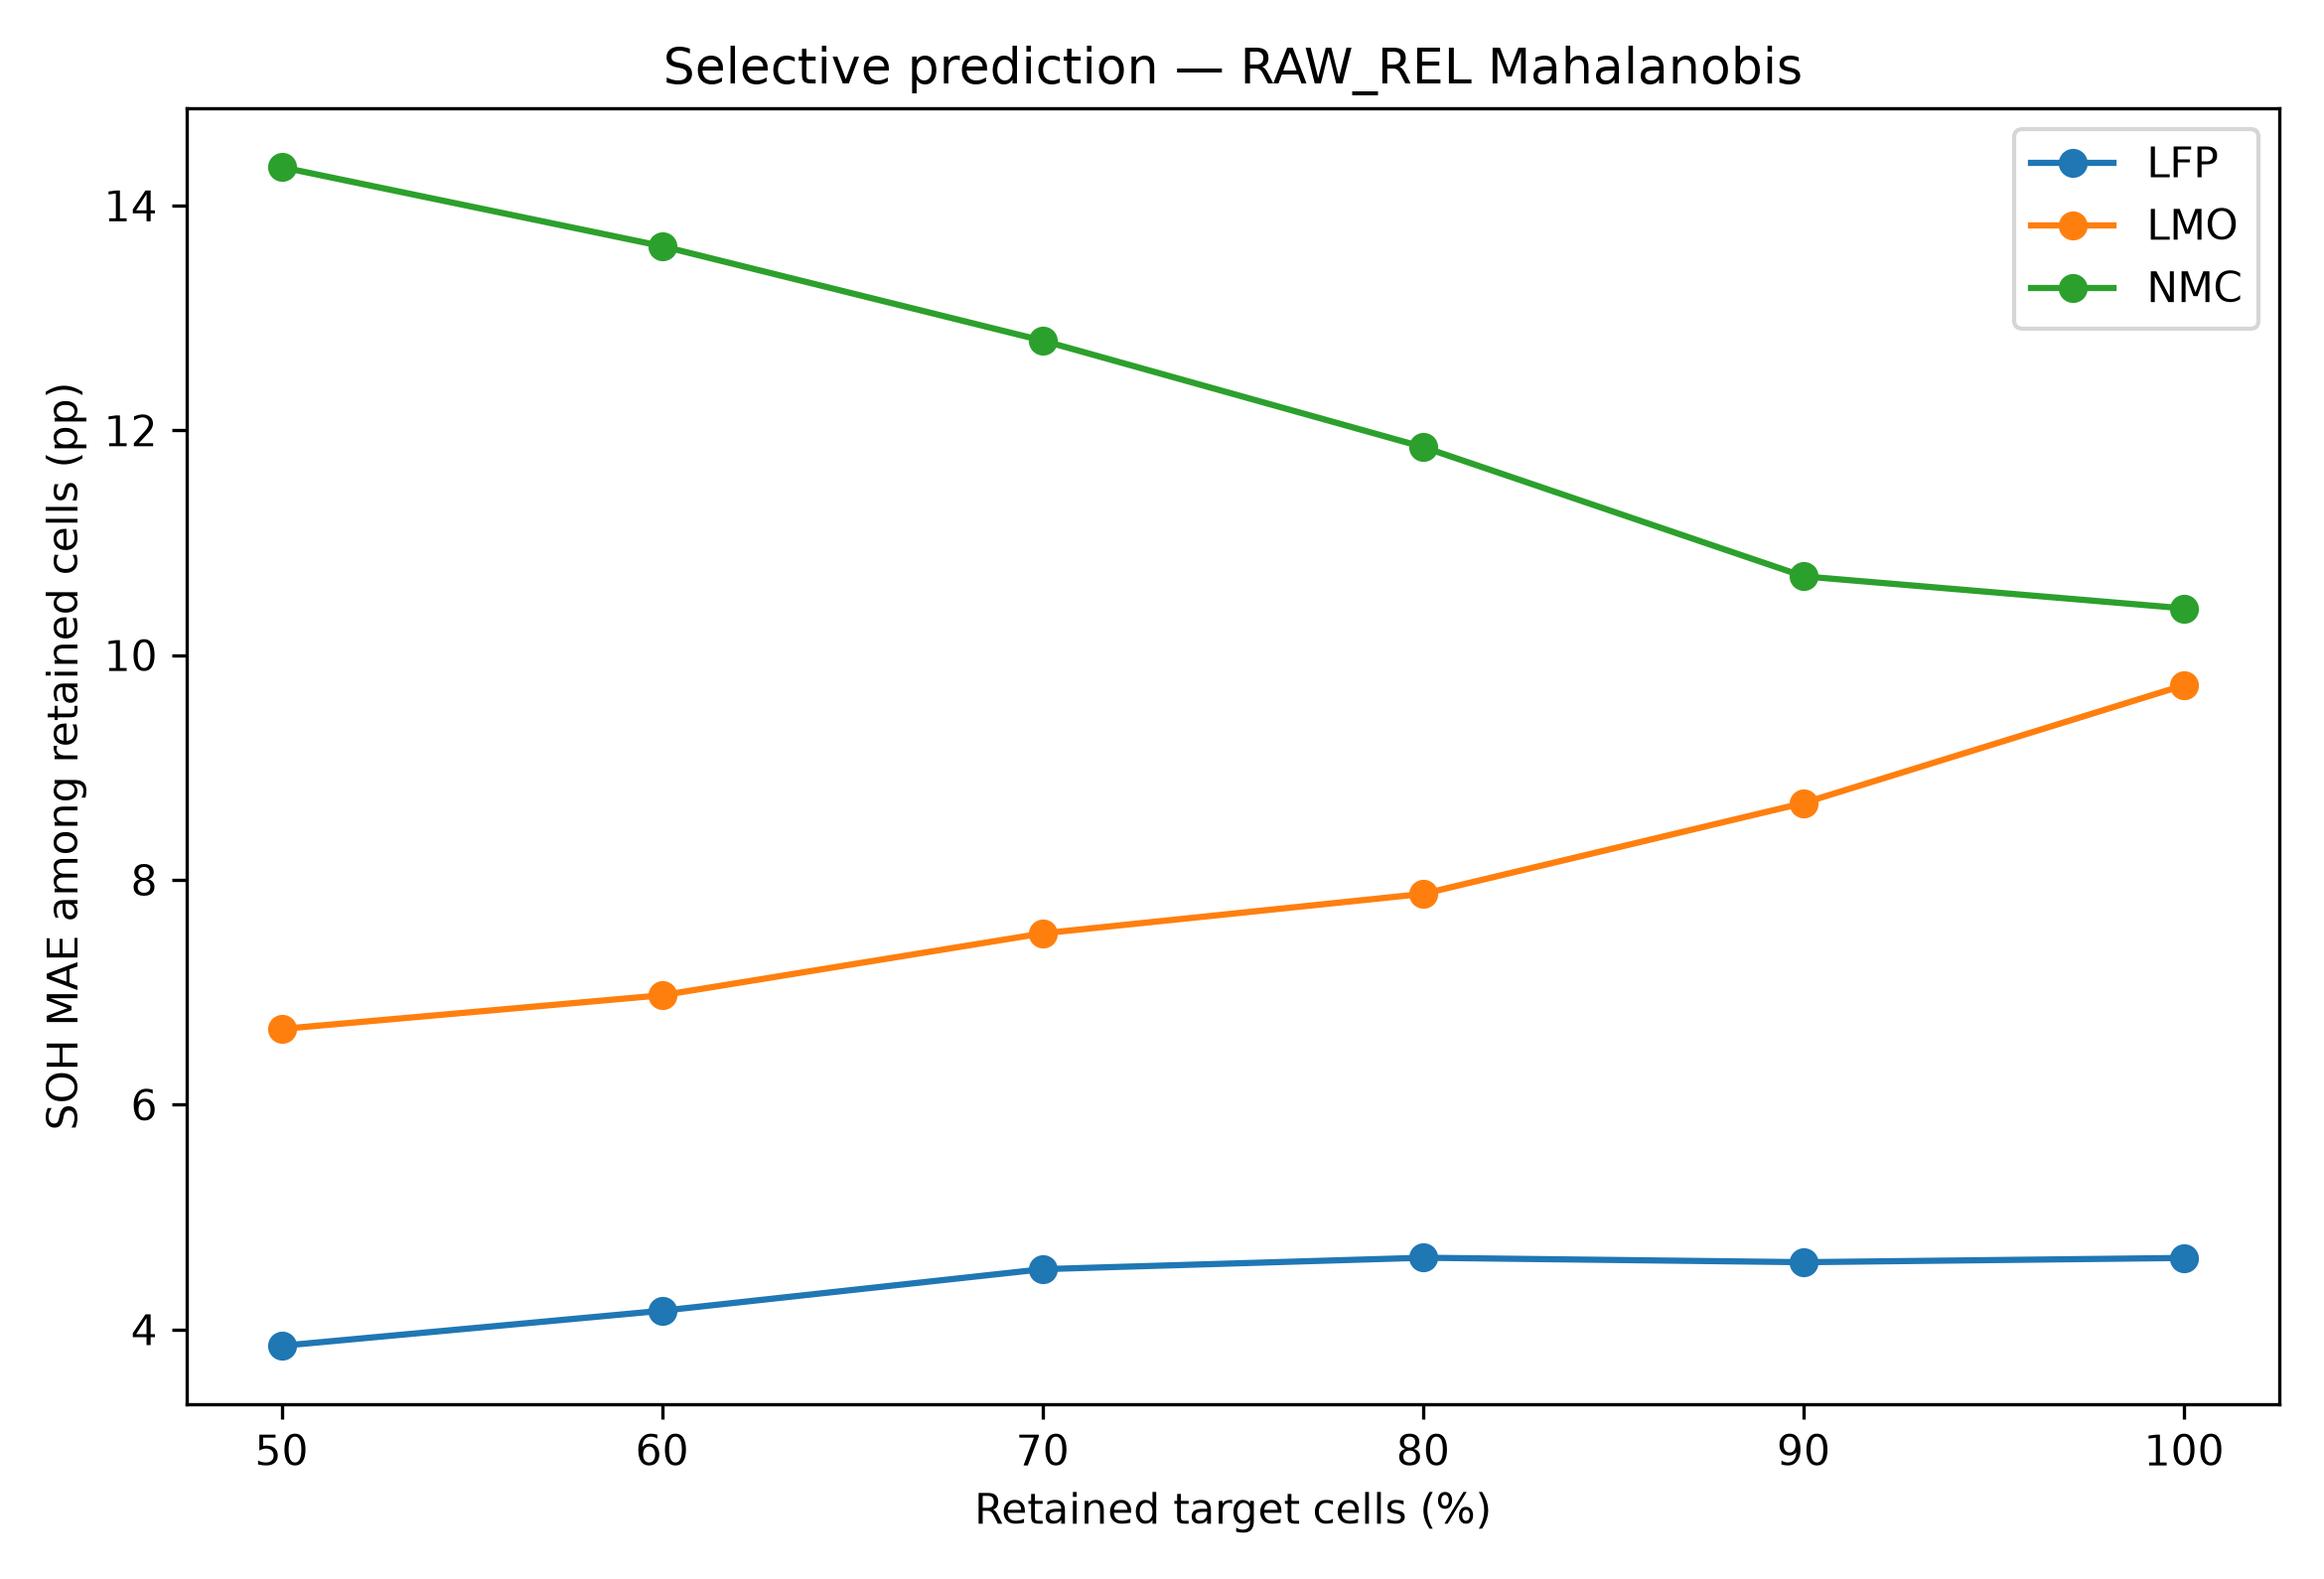 Selective prediction — RAW_REL Mahalanobis
LFP
LMO
NMC
SOH MAE among retained cells (pp)
14
12
10
8
6
4
50 60 70 80 90 100
Retained target cells (%)